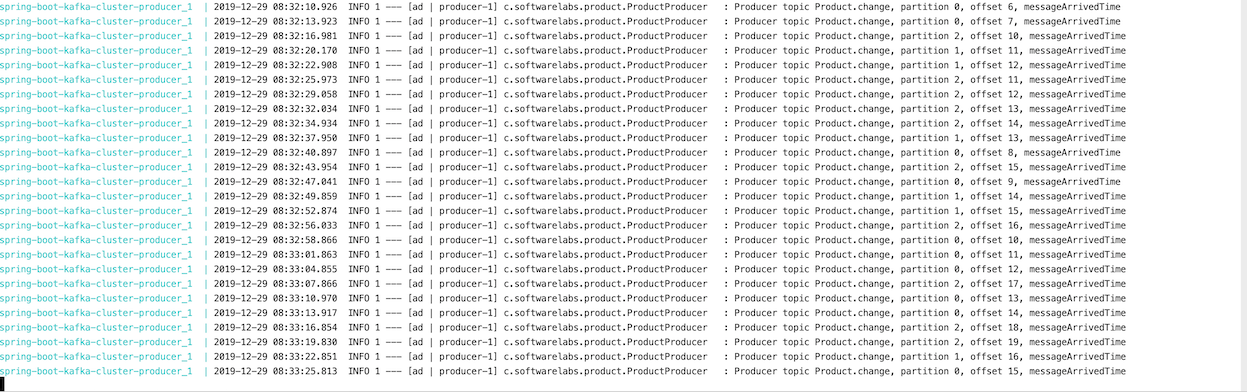 spring-boot-kafka-cluster-producer_1 | 2019-12-29 08:32:10.926 INFO 1 --- [ad | producer-1] c.softwarelabs.product.ProductProducer : Producer topic Product.change, partition 0, offset 6, messageArrivedTime
spring-boot-kafka-cluster-producer_1 | 2019-12-29 08:32:13.923 INFO 1 --- [ad | producer-1] c.softwarelabs.product.ProductProducer : Producer topic Product.change, partition 0, offset 7, messageArrivedTime
spring-boot-kafka-cluster-producer_1 | 2019-12-29 08:32:16.981 INFO 1 --- [ad | producer-1] c.softwarelabs.product.ProductProducer : Producer topic Product.change, partition 2, offset 10, messageArrivedTime
spring-boot-kafka-cluster-producer_1 | 2019-12-29 08:32:20.170 INFO 1 --- [ad | producer-1] c.softwarelabs.product.ProductProducer : Producer topic Product.change, partition 1, offset 11, messageArrivedTime
spring-boot-kafka-cluster-producer_1 | 2019-12-29 08:32:22.908 INFO 1 --- [ad | producer-1] c.softwarelabs.product.ProductProducer : Producer topic Product.change, partition 1, offset 12, messageArrivedTime
spring-boot-kafka-cluster-producer_1 | 2019-12-29 08:32:25.973 INFO 1 --- [ad | producer-1] c.softwarelabs.product.ProductProducer : Producer topic Product.change, partition 2, offset 11, messageArrivedTime
spring-boot-kafka-cluster-producer_1 | 2019-12-29 08:32:29.058 INFO 1 --- [ad | producer-1] c.softwarelabs.product.ProductProducer : Producer topic Product.change, partition 2, offset 12, messageArrivedTime
spring-boot-kafka-cluster-producer_1 | 2019-12-29 08:32:32.034 INFO 1 --- [ad | producer-1] c.softwarelabs.product.ProductProducer : Producer topic Product.change, partition 2, offset 13, messageArrivedTime
spring-boot-kafka-cluster-producer_1 | 2019-12-29 08:32:34.934 INFO 1 --- [ad | producer-1] c.softwarelabs.product.ProductProducer : Producer topic Product.change, partition 2, offset 14, messageArrivedTime
spring-boot-kafka-cluster-producer_1 | 2019-12-29 08:32:37.950 INFO 1 --- [ad | producer-1] c.softwarelabs.product.ProductProducer : Producer topic Product.change, partition 1, offset 13, messageArrivedTime
spring-boot-kafka-cluster-producer_1 | 2019-12-29 08:32:40.897 INFO 1 --- [ad | producer-1] c.softwarelabs.product.ProductProducer : Producer topic Product.change, partition 0, offset 8, messageArrivedTime
spring-boot-kafka-cluster-producer_1 | 2019-12-29 08:32:43.954 INFO 1 --- [ad | producer-1] c.softwarelabs.product.ProductProducer : Producer topic Product.change, partition 2, offset 15, messageArrivedTime
spring-boot-kafka-cluster-producer_1 | 2019-12-29 08:32:47.041 INFO 1 --- [ad | producer-1] c.softwarelabs.product.ProductProducer : Producer topic Product.change, partition 0, offset 9, messageArrivedTime
spring-boot-kafka-cluster-producer_1 | 2019-12-29 08:32:49.859 INFO 1 --- [ad | producer-1] c.softwarelabs.product.ProductProducer : Producer topic Product.change, partition 1, offset 14, messageArrivedTime
spring-boot-kafka-cluster-producer_1 | 2019-12-29 08:32:52.874 INFO 1 --- [ad | producer-1] c.softwarelabs.product.ProductProducer : Producer topic Product.change, partition 1, offset 15, messageArrivedTime
spring-boot-kafka-cluster-producer_1 | 2019-12-29 08:32:56.033 INFO 1 --- [ad | producer-1] c.softwarelabs.product.ProductProducer : Producer topic Product.change, partition 2, offset 16, messageArrivedTime
spring-boot-kafka-cluster-producer_1 | 2019-12-29 08:32:58.866 INFO 1 --- [ad | producer-1] c.softwarelabs.product.ProductProducer : Producer topic Product.change, partition 0, offset 10, messageArrivedTime
spring-boot-kafka-cluster-producer_1 | 2019-12-29 08:33:01.863 INFO 1 --- [ad | producer-1] c.softwarelabs.product.ProductProducer : Producer topic Product.change, partition 0, offset 11, messageArrivedTime
spring-boot-kafka-cluster-producer_1 | 2019-12-29 08:33:04.855 INFO 1 --- [ad | producer-1] c.softwarelabs.product.ProductProducer : Producer topic Product.change, partition 0, offset 12, messageArrivedTime
spring-boot-kafka-cluster-producer_1 | 2019-12-29 08:33:07.866 INFO 1 --- [ad | producer-1] c.softwarelabs.product.ProductProducer : Producer topic Product.change, partition 2, offset 17, messageArrivedTime
spring-boot-kafka-cluster-producer_1 | 2019-12-29 08:33:10.970 INFO 1 --- [ad | producer-1] c.softwarelabs.product.ProductProducer : Producer topic Product.change, partition 0, offset 13, messageArrivedTime
spring-boot-kafka-cluster-producer_1 | 2019-12-29 08:33:13.917 INFO 1 --- [ad | producer-1] c.softwarelabs.product.ProductProducer : Producer topic Product.change, partition 0, offset 14, messageArrivedTime
spring-boot-kafka-cluster-producer_1 | 2019-12-29 08:33:16.854 INFO 1 --- [ad | producer-1] c.softwarelabs.product.ProductProducer : Producer topic Product.change, partition 2, offset 18, messageArrivedTime
spring-boot-kafka-cluster-producer_1 | 2019-12-29 08:33:19.830 INFO 1 --- [ad | producer-1] c.softwarelabs.product.ProductProducer : Producer topic Product.change, partition 2, offset 19, messageArrivedTime
spring-boot-kafka-cluster-producer_1 | 2019-12-29 08:33:22.851 INFO 1 --- [ad | producer-1] c.softwarelabs.product.ProductProducer : Producer topic Product.change, partition 1, offset 16, messageArrivedTime
spring-boot-kafka-cluster-producer_1 | 2019-12-29 08:33:25.813 INFO 1 --- [ad | producer-1] c.softwarelabs.product.ProductProducer : Producer topic Product.change, partition 0, offset 15, messageArrivedTime